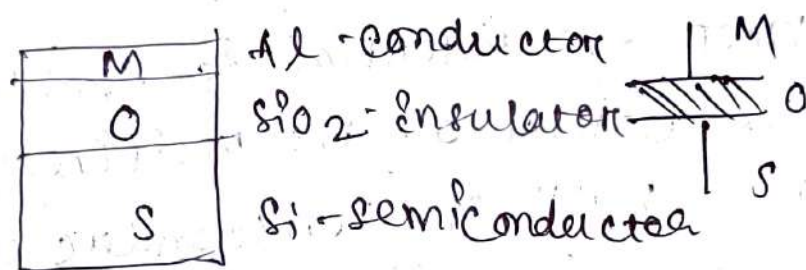 M Al-conductor M
O SiO2-insulator O
S Si-semiconductor S